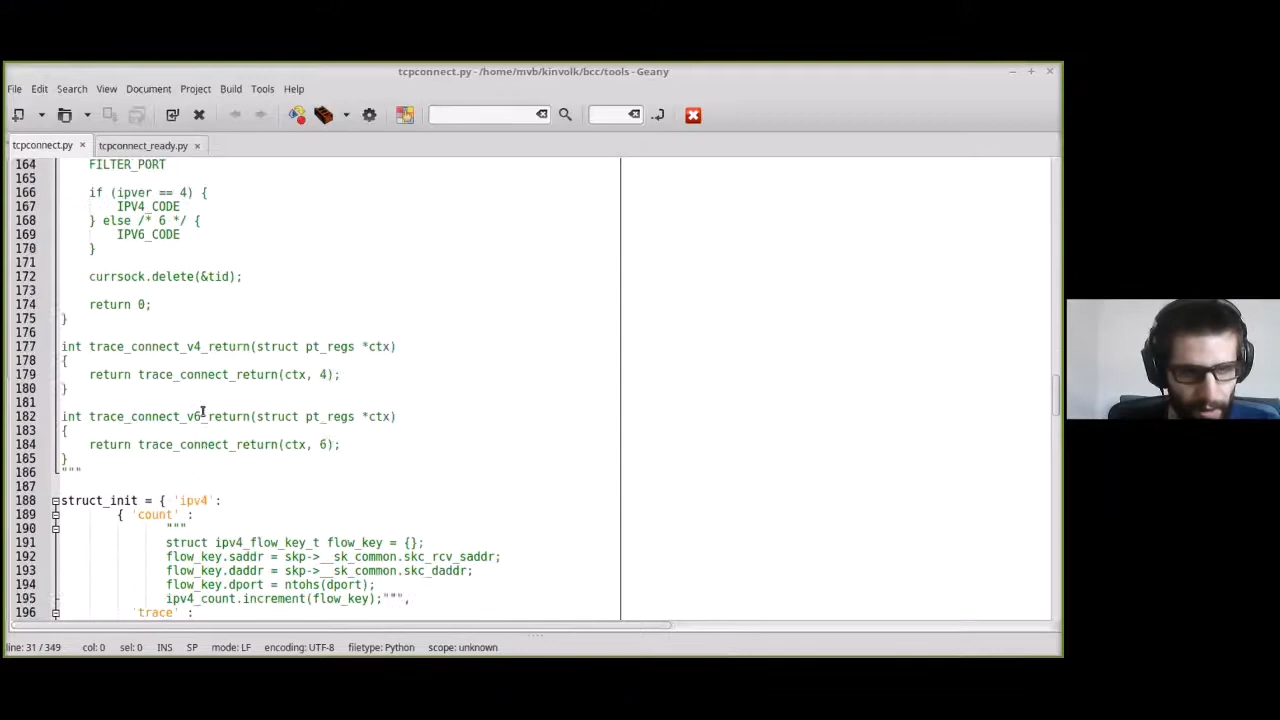 tcpconnect.py - /home/mvb/kinvolk/bcc/tools - Geany
File Edit Search View Document Project Build Tools Help
tcpconnect.py tcpconnect_ready.py
164 FILTER_PORT
165
166 if (ipver == 4) {
167 IPV4_CODE
168 } else /* 6 */ {
169 IPV6_CODE
170 }
171
172 currsock.delete(&tid);
173
174 return 0;
175 }
176
177 int trace_connect_v4_return(struct pt_regs *ctx)
178 {
179 return trace_connect_return(ctx, 4);
180 }
181
182 int trace_connect_v6_return(struct pt_regs *ctx)
183 {
184 return trace_connect_return(ctx, 6);
185 }
186 """
187
188 struct_init = { 'ipv4':
189 { 'count' :
190 """
191 struct ipv4_flow_key_t flow_key = {};
192 flow_key.saddr = skp->__sk_common.skc_rcv_saddr;
193 flow_key.daddr = skp->__sk_common.skc_daddr;
194 flow_key.dport = ntohs(dport);
195 ipv4_count.increment(flow_key);""",
196 'trace' :
line: 31 / 349 col: 0 sel: 0 INS SP mode: LF encoding: UTF-8 filetype: Python scope: unknown